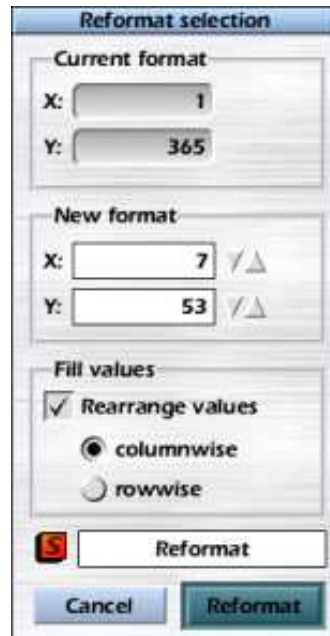 Reformat selection
Current format
X: 1
Y: 365
New format
X: 7
Y: 53
Fill values
Rearrange values
columnwise
rowwise
S Reformat
Cancel Reformat